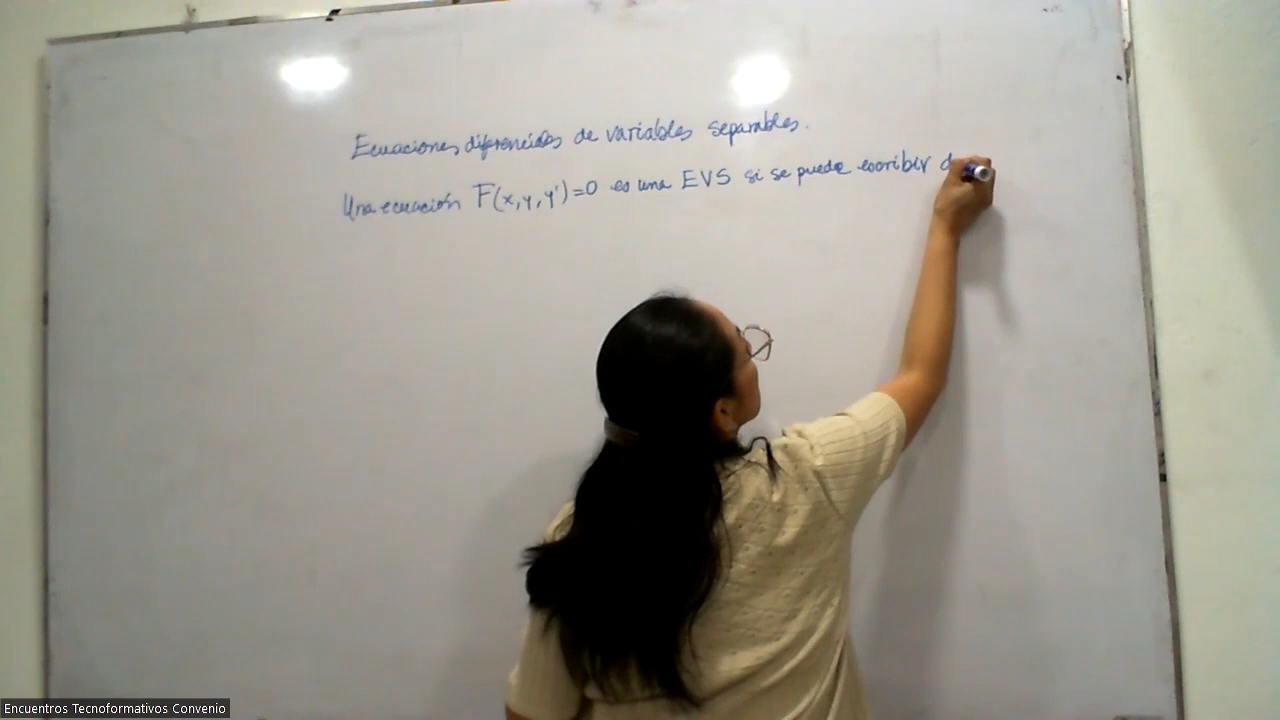 Ecuaciones diferenciales de variables separables.
Una ecuación F(x,y,y')=0 es una EVS si se puede escribir d
Encuentros Tecnoformativos Convenio